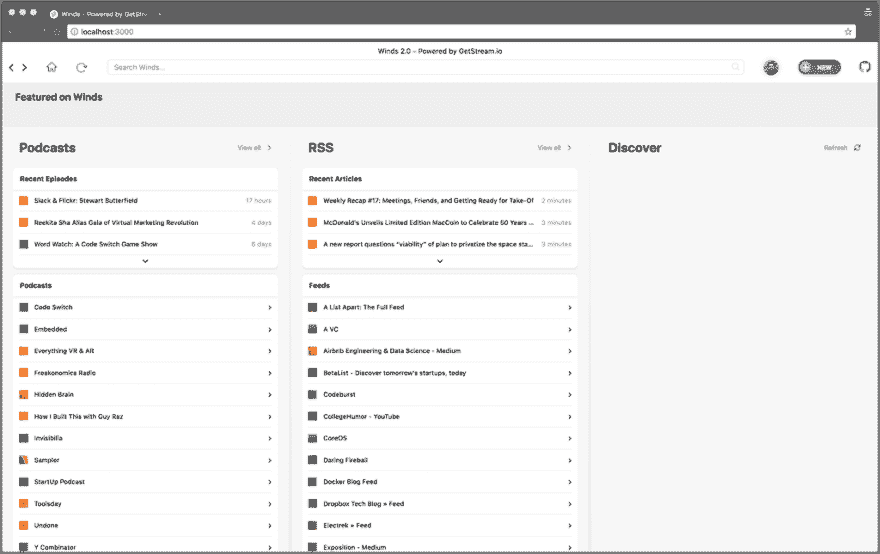 Winds - Powered by GetStr
localhost:3000
Winds 2.0 - Powered by GetStream.io
Search Winds...
NEW
Featured on Winds
Podcasts
View all
Recent Episodes
Slack & Flickr: Stewart Butterfield 17 hours
Reekita Sha Alias Gala of Virtual Marketing Revolution 4 days
Word Watch: A Code Switch Game Show 6 days
Podcasts
Code Switch
Embedded
Everything VR & AR
Freakonomics Radio
Hidden Brain
How I Built This with Guy Raz
Invisibilia
Sampler
StartUp Podcast
Toolsday
Undone
Y Combinator
RSS
View all
Recent Articles
Weekly Recap #17: Meetings, Friends, and Getting Ready for Take-Of 2 minutes
McDonald's Unveils Limited Edition MacCoin to Celebrate 50 Years ... 3 minutes
A new report questions "viability" of plan to privatize the space sta... 3 minutes
Feeds
A List Apart: The Full Feed
A VC
Airbnb Engineering & Data Science - Medium
BetaList - Discover tomorrow's startups, today
Codeburst
CollegeHumor - YouTube
CoreOS
Daring Fireball
Docker Blog Feed
Dropbox Tech Blog » Feed
Electrek » Feed
Exposition - Medium
Discover
Refresh